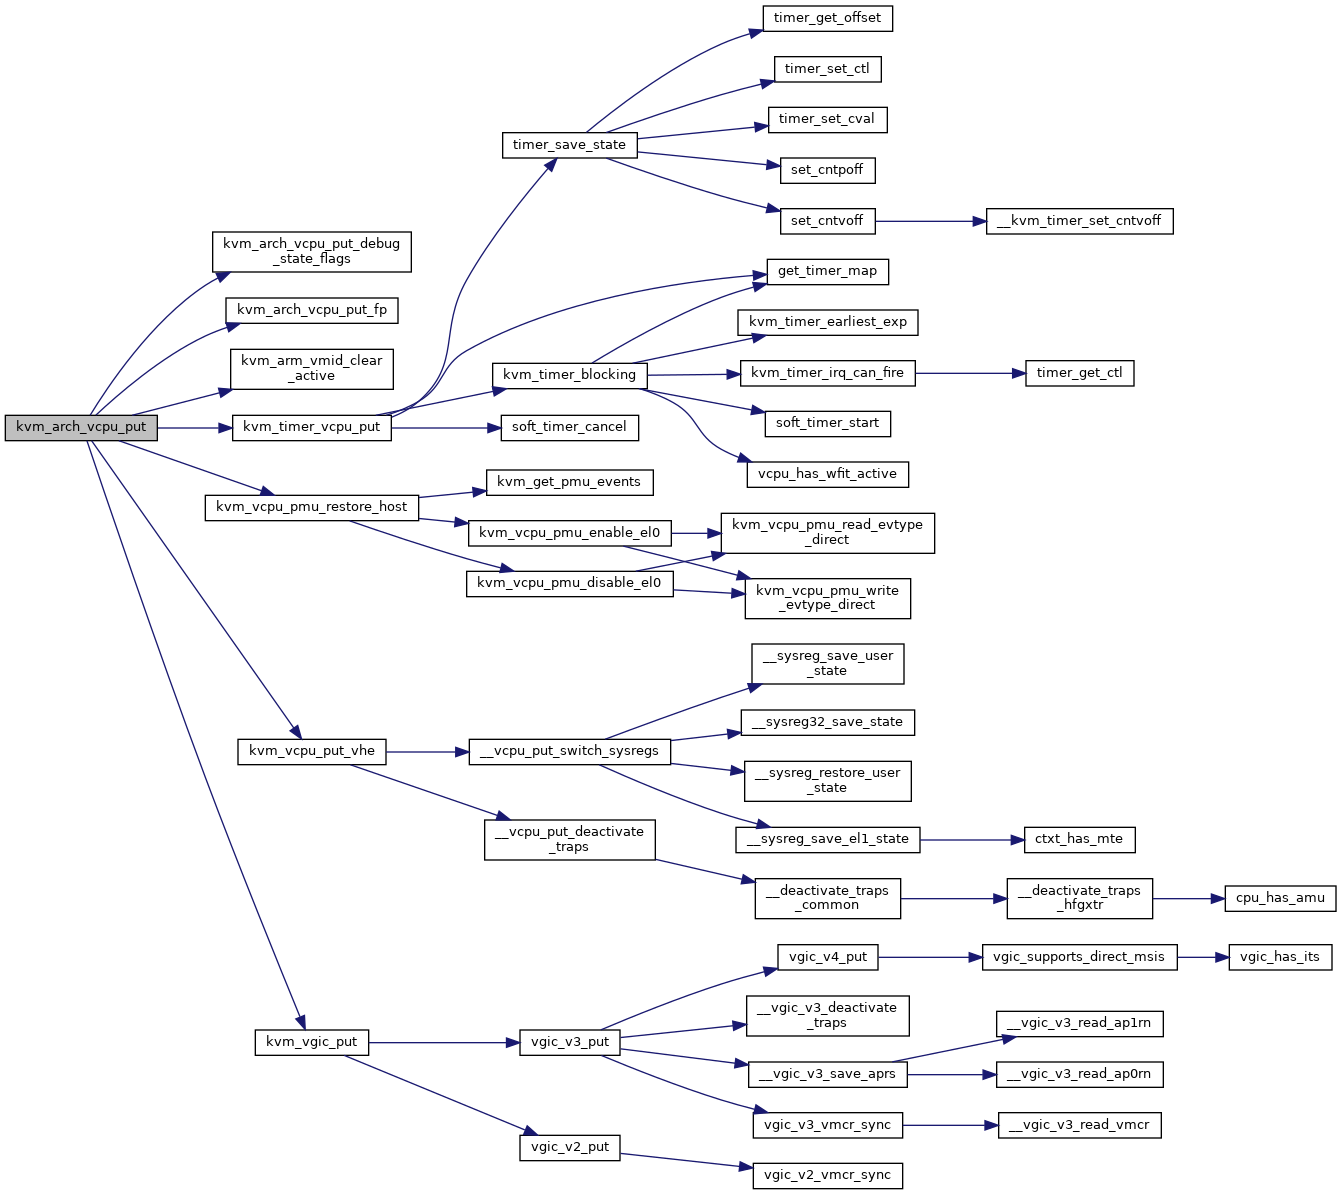 timer_get_offset
timer_set_ctl
timer_set_cval
timer_save_state
set_cntpoff
set_cntvoff
__kvm_timer_set_cntvoff
kvm_arch_vcpu_put_debug
_state_flags
get_timer_map
kvm_arch_vcpu_put_fp
kvm_timer_earliest_exp
kvm_arm_vmid_clear
_active
kvm_timer_blocking
kvm_timer_irq_can_fire
timer_get_ctl
kvm_arch_vcpu_put
kvm_timer_vcpu_put
soft_timer_cancel
soft_timer_start
vcpu_has_wfit_active
kvm_get_pmu_events
kvm_vcpu_pmu_restore_host
kvm_vcpu_pmu_enable_el0
kvm_vcpu_pmu_read_evtype
_direct
kvm_vcpu_pmu_disable_el0
kvm_vcpu_pmu_write
_evtype_direct
__sysreg_save_user
_state
__sysreg32_save_state
kvm_vcpu_put_vhe
__vcpu_put_switch_sysregs
__sysreg_restore_user
_state
__vcpu_put_deactivate
_traps
__sysreg_save_el1_state
ctxt_has_mte
__deactivate_traps
_common
__deactivate_traps
_hfgxtr
cpu_has_amu
vgic_v4_put
vgic_supports_direct_msis
vgic_has_its
__vgic_v3_deactivate
_traps
__vgic_v3_read_ap1rn
kvm_vgic_put
vgic_v3_put
__vgic_v3_save_aprs
__vgic_v3_read_ap0rn
vgic_v3_vmcr_sync
__vgic_v3_read_vmcr
vgic_v2_put
vgic_v2_vmcr_sync